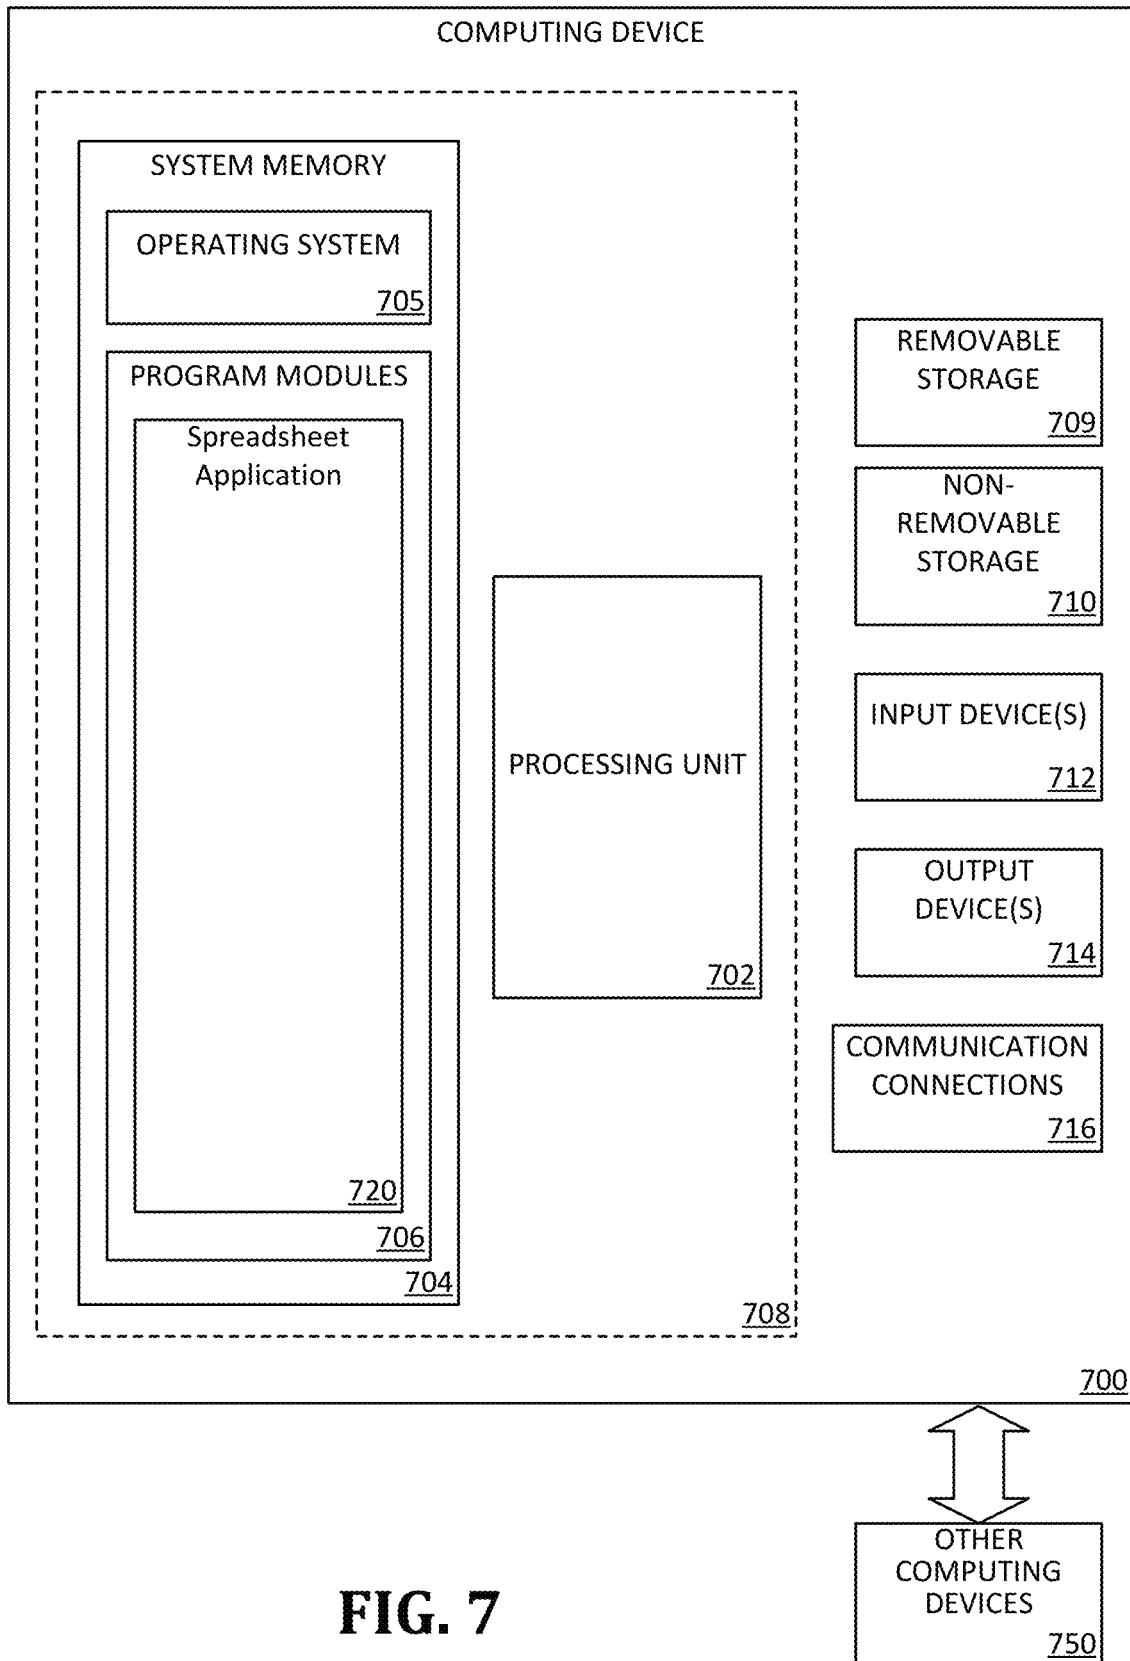 COMPUTING DEVICE
SYSTEM MEMORY
OPERATING SYSTEM
705
PROGRAM MODULES
Spreadsheet
Application
720
706
704
PROCESSING UNIT
702
708
REMOVABLE
STORAGE
709
NON-
REMOVABLE
STORAGE
710
INPUT DEVICE(S)
712
OUTPUT
DEVICE(S)
714
COMMUNICATION
CONNECTIONS
716
700
OTHER
COMPUTING
DEVICES
750
FIG. 7